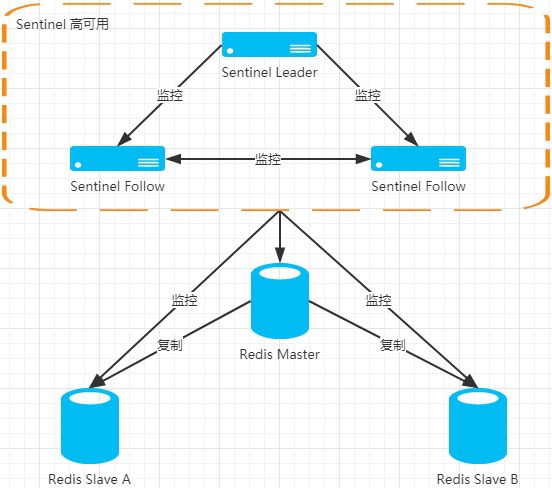 Sentinel 高可用
Sentinel Leader
监控
监控
监控
Sentinel Follow
Sentinel Follow
监控
监控
复制
Redis Master
复制
Redis Slave A
Redis Slave B